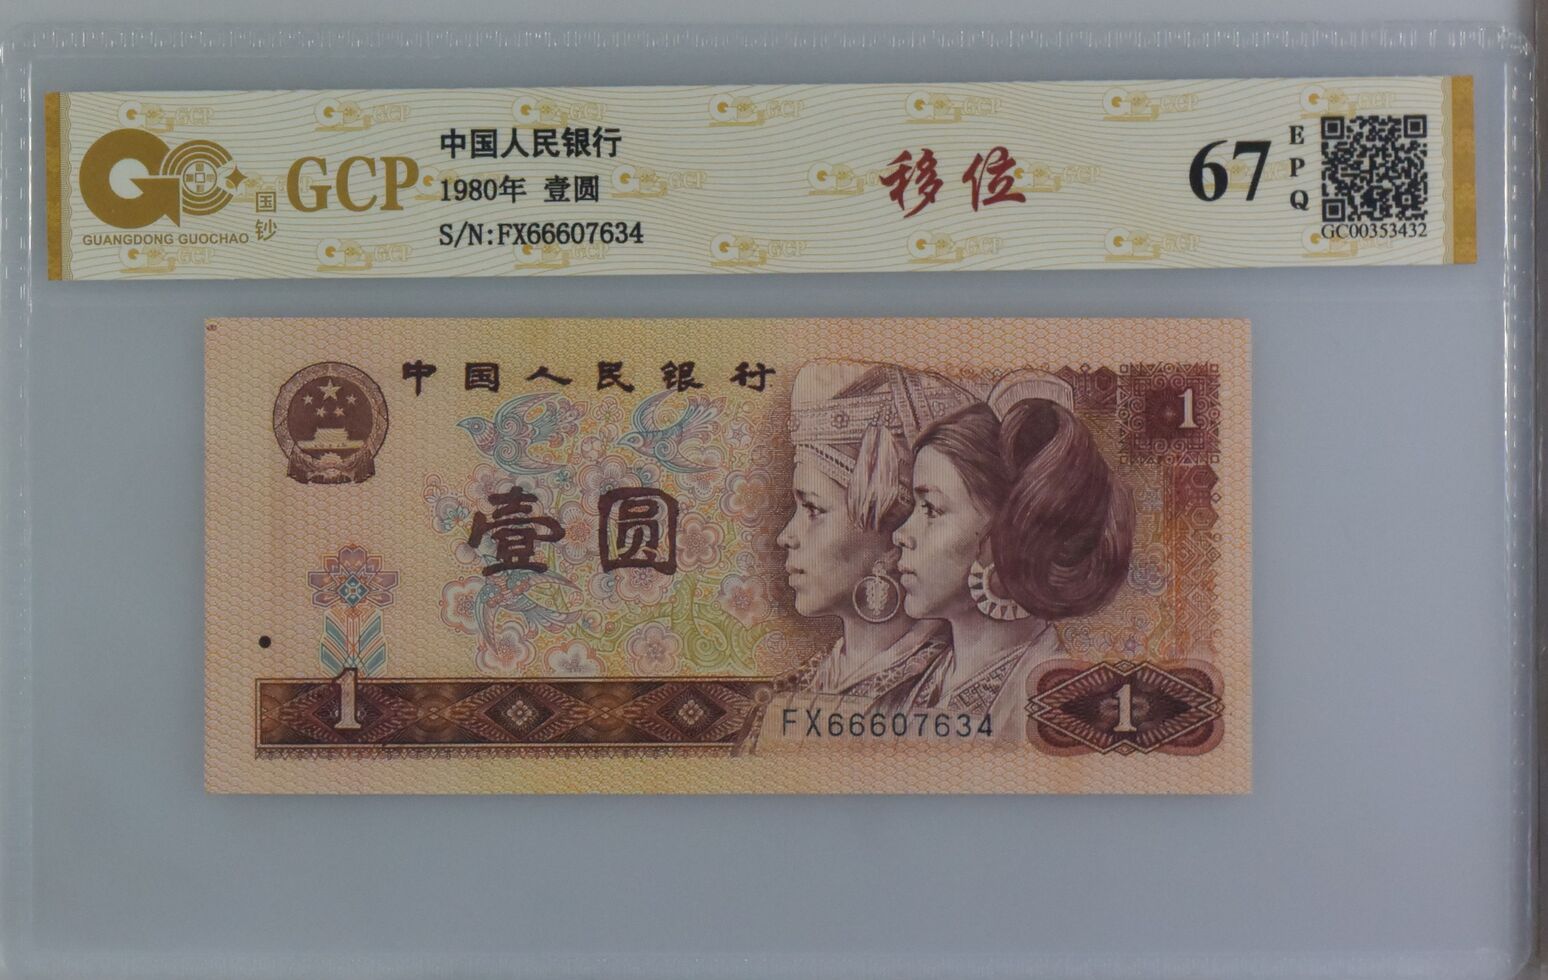 GUANGDONG GUOCHAO
国钞
GCP
中国人民银行
1980年 壹圆
S/N:FX66607634
移位
67
EPQ
GC00353432
中国人民银行
1
壹圆
1
FX66607634
1